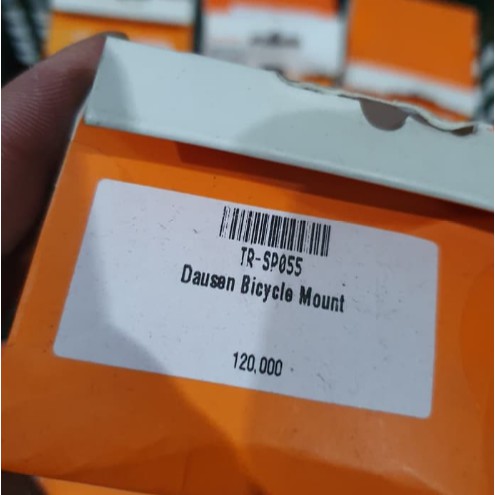 TR-SP055
Dausen Bicycle Mount
120,000